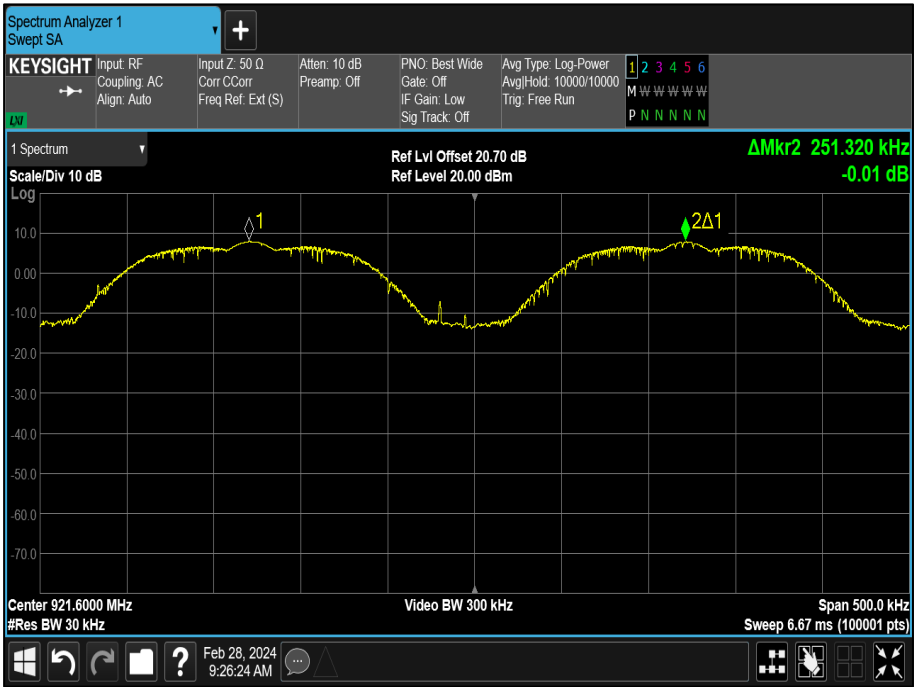 Spectrum Analyzer 1
Swept SA
+
KEYSIGHT
LXI
Input: RF
Coupling: AC
Align: Auto
Input Z: 50 Ω
Corr CCorr
Freq Ref: Ext (S)
Atten: 10 dB
Preamp: Off
PNO: Best Wide
Gate: Off
IF Gain: Low
Sig Track: Off
Avg Type: Log-Power
Avg|Hold: 10000/10000
Trig: Free Run
1 2 3 4 5 6
M W W W W W
P N N N N N
1 Spectrum
Scale/Div 10 dB
Log
Ref Lvl Offset 20.70 dB
Ref Level 20.00 dBm
ΔMkr2 251.320 kHz
-0.01 dB
1
2Δ1
10.0
0.00
-10.0
-20.0
-30.0
-40.0
-50.0
-60.0
-70.0
Center 921.6000 MHz
#Res BW 30 kHz
Video BW 300 kHz
Span 500.0 kHz
Sweep 6.67 ms (100001 pts)
?
Feb 28, 2024
9:26:24 AM